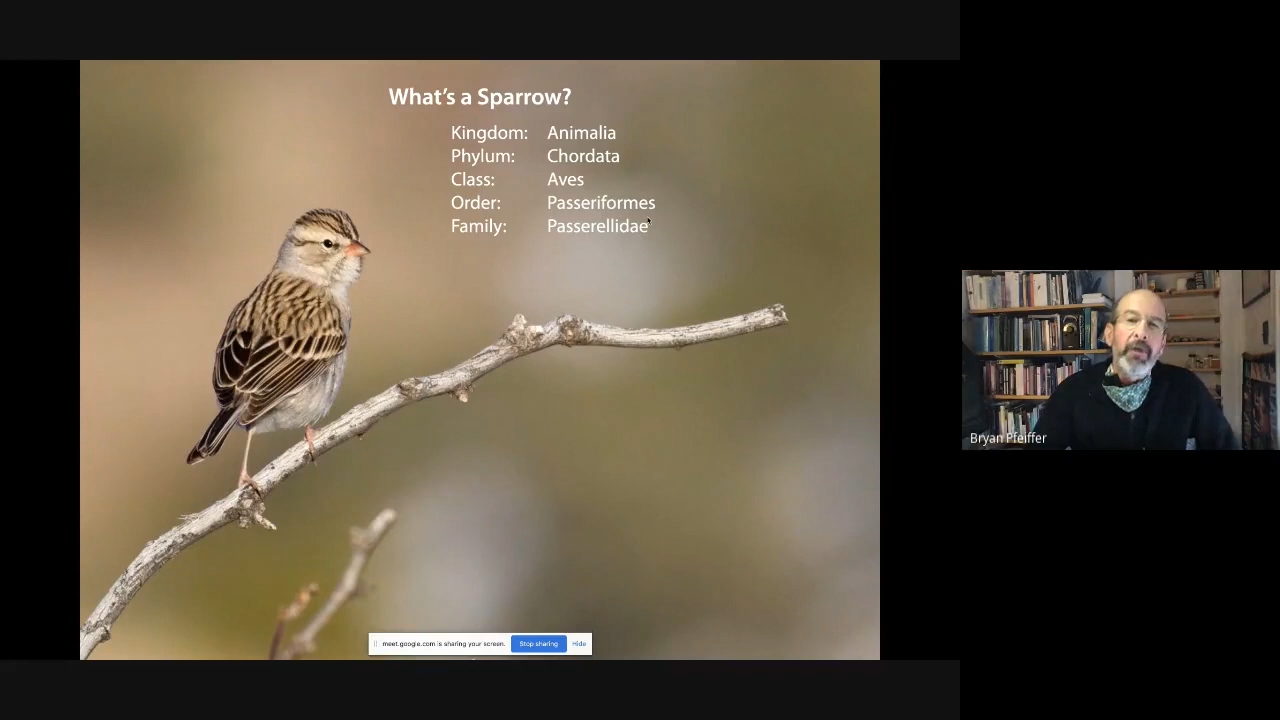 What's a Sparrow?
Kingdom: Animalia
Phylum: Chordata
Class: Aves
Order: Passeriformes
Family: Passerellidae
Bryan Pfeiffer
meet.google.com is sharing your screen. Stop sharing Hide